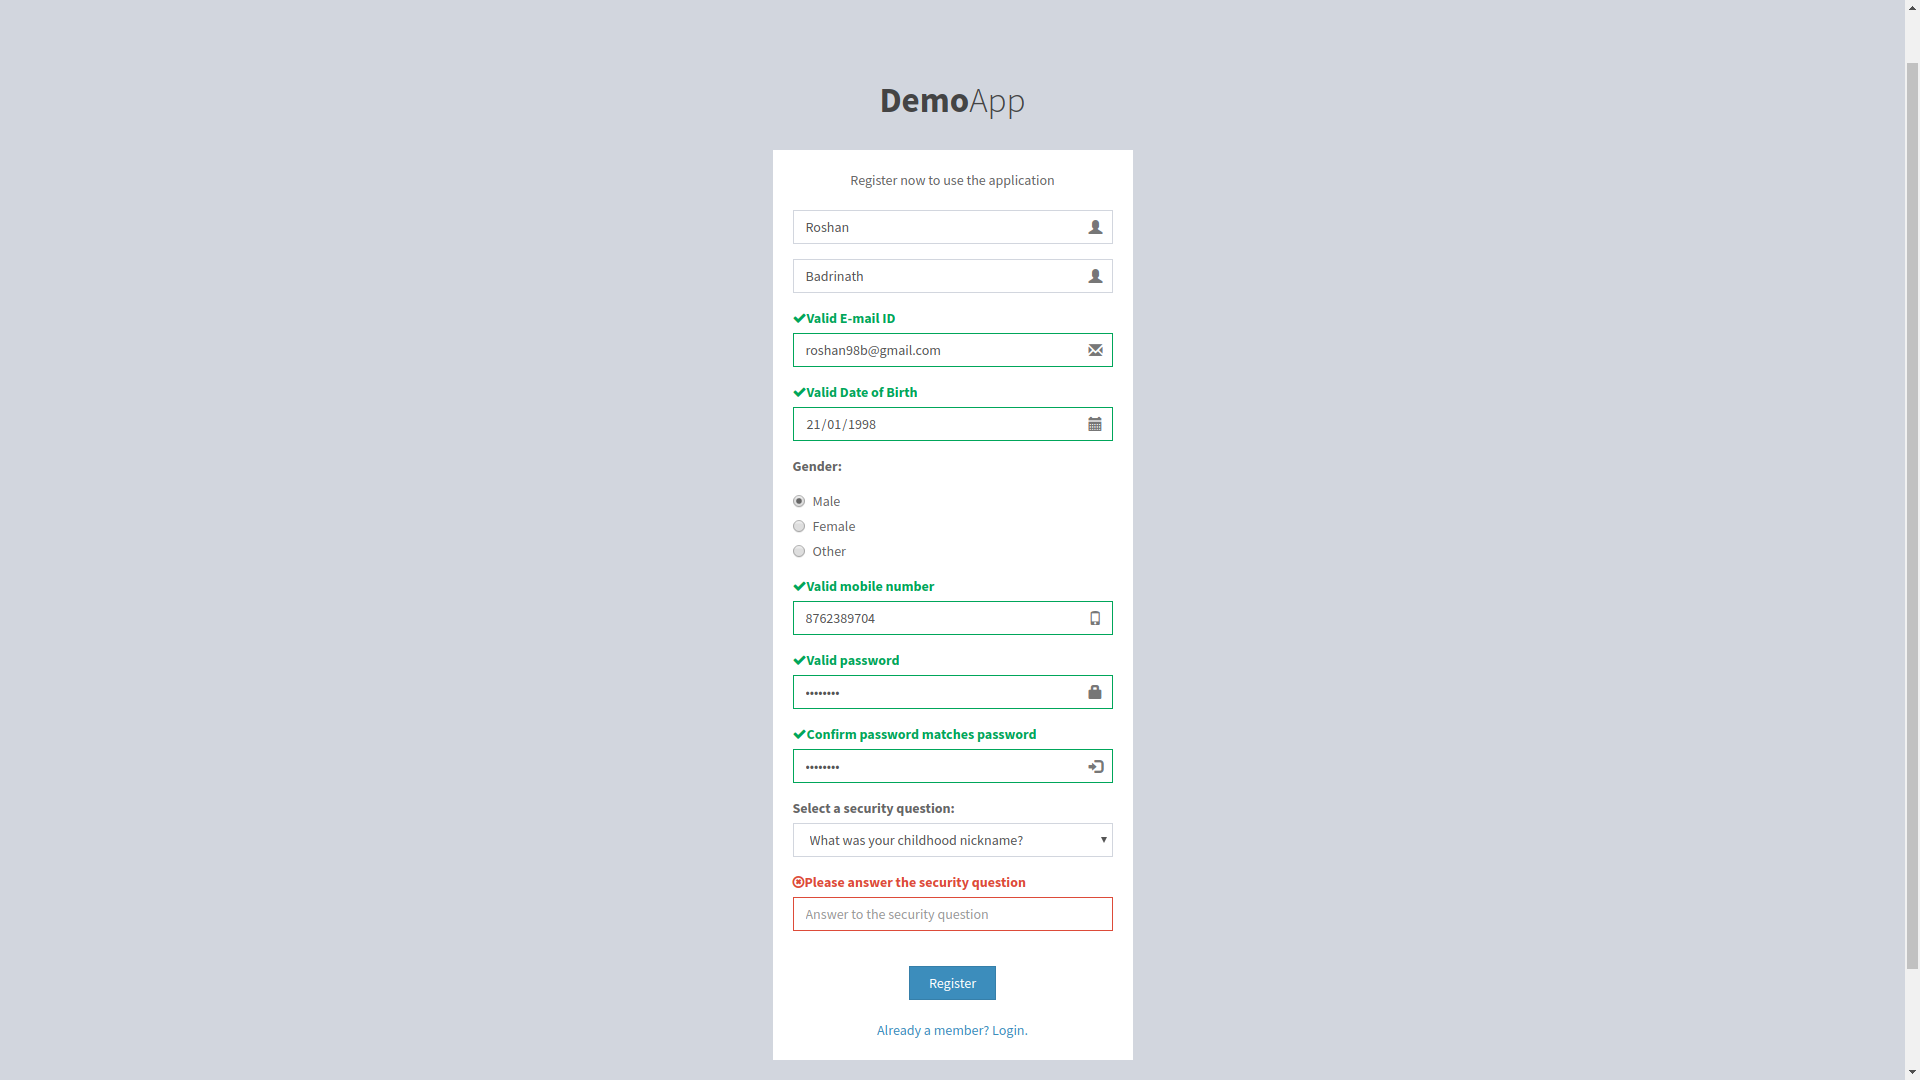 DemoApp
Register now to use the application
Roshan
Badrinath
Valid E-mail ID
roshan98b@gmail.com
Valid Date of Birth
21/01/1998
Gender:
Male
Female
Other
Valid mobile number
8762389704
Valid password
••••••••
Confirm password matches password
••••••••
Select a security question:
What was your childhood nickname?
Please answer the security question
Answer to the security question
Register
Already a member? Login.